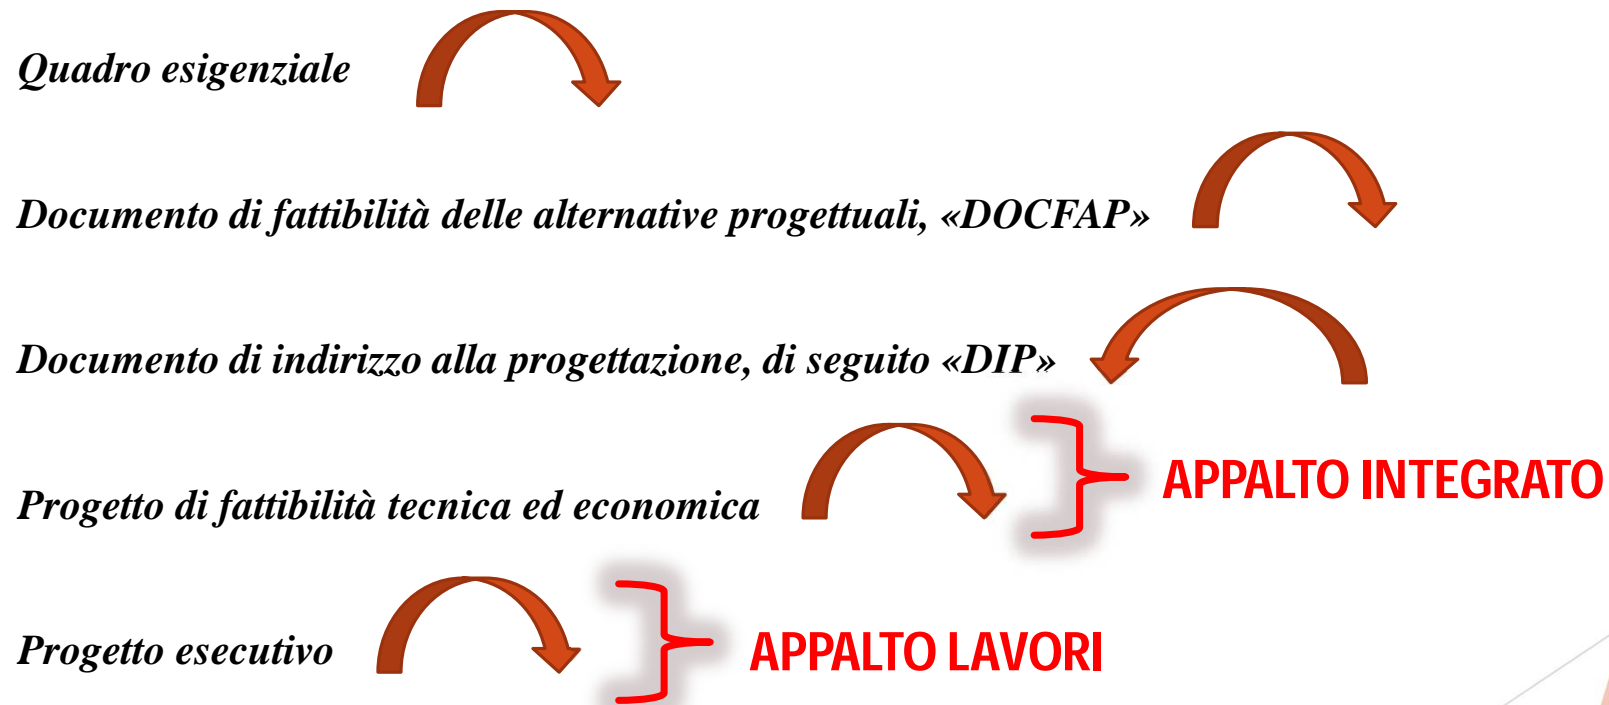 Quadro esigenziale
Documento di fattibilità delle alternative progettuali, «DOCFAP»
Documento di indirizzo alla progettazione, di seguito «DIP»
APPALTO INTEGRATO
Progetto di fattibilità tecnica ed economica
Progetto esecutivo
APPALTO LAVORI